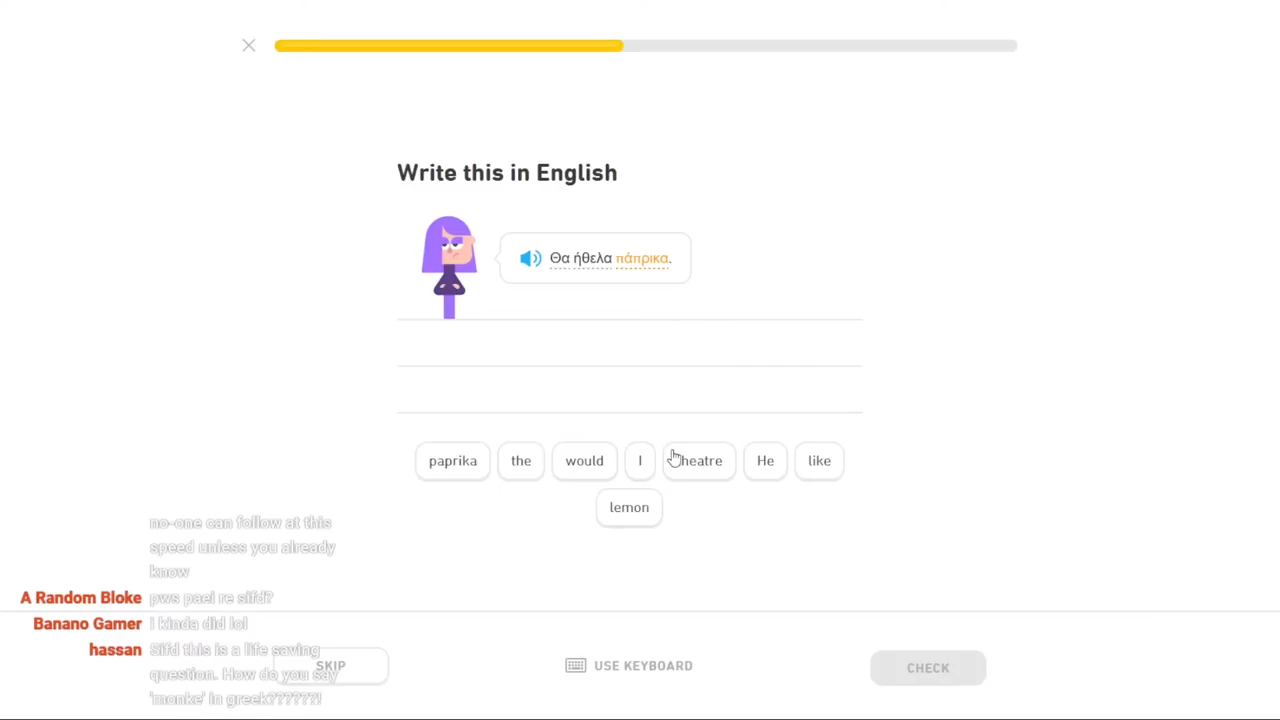 Write this in English
Θα ήθελα πάπρικα.
paprika the would I heatre He like
lemon
no-one can follow at this
speed unless you already
know
A Random Bloke pws paei re sifd?
Banano Gamer I kinda did lol
hassan Sifd this is a life saving
question. How do you say
'monke' in greek??????!
SKIP
USE KEYBOARD
CHECK